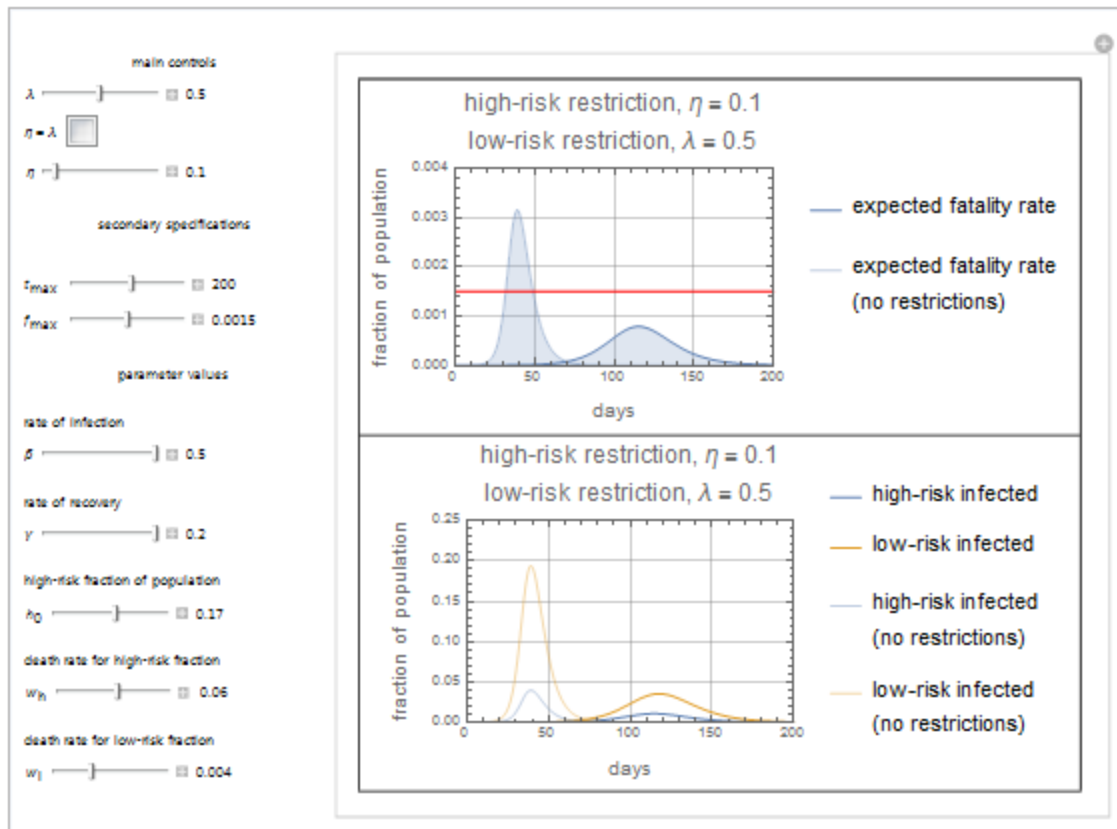 main controls
λ 0.5
η = λ
η 0.1
secondary specifications
tmax 200
fmax 0.0015
parameter values
rate of infection
β 0.5
rate of recovery
γ 0.2
high-risk fraction of population
h0 0.17
death rate for high-risk fraction
wh 0.06
death rate for low-risk fraction
wl 0.004
high-risk restriction, η = 0.1
low-risk restriction, λ = 0.5
fraction of population
0.004
0.003
0.002
0.001
0.000
0 50 100 150 200
days
expected fatality rate
expected fatality rate
(no restrictions)
high-risk restriction, η = 0.1
low-risk restriction, λ = 0.5
fraction of population
0.25
0.20
0.15
0.10
0.05
0.00
0 50 100 150 200
days
high-risk infected
low-risk infected
high-risk infected
(no restrictions)
low-risk infected
(no restrictions)